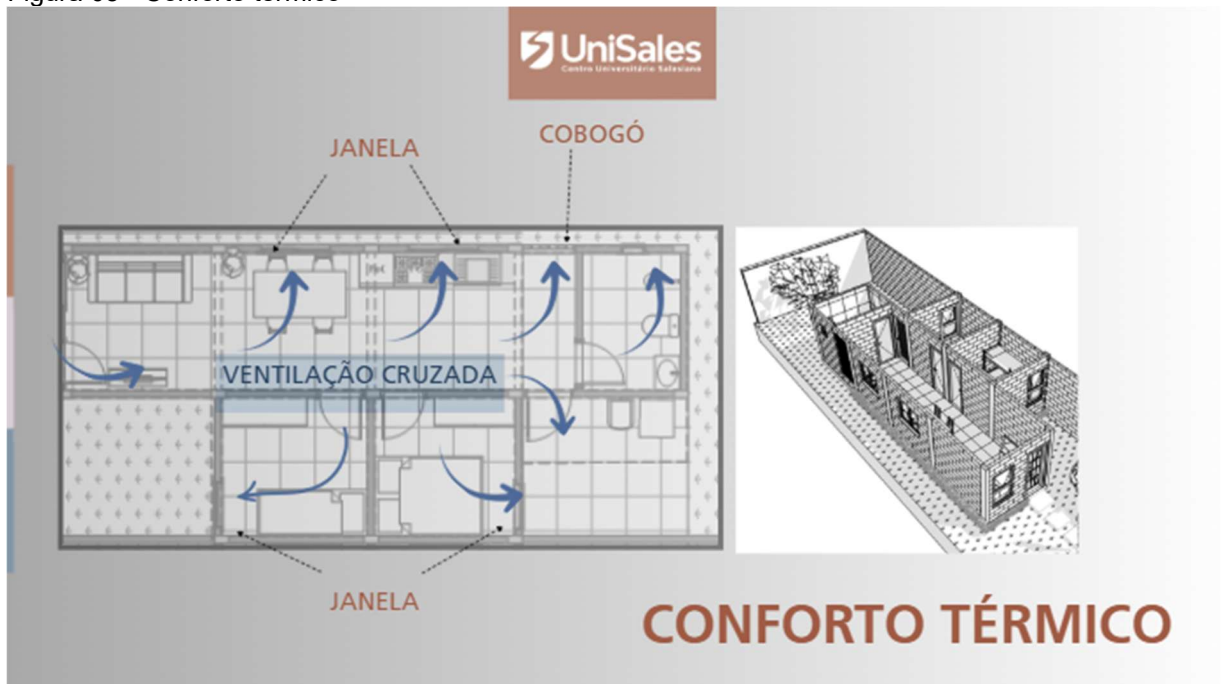 UniSales
Centro Universitário Salesiano
JANELA
COBOGÓ
VENTILAÇÃO CRUZADA
JANELA
CONFORTO TÉRMICO